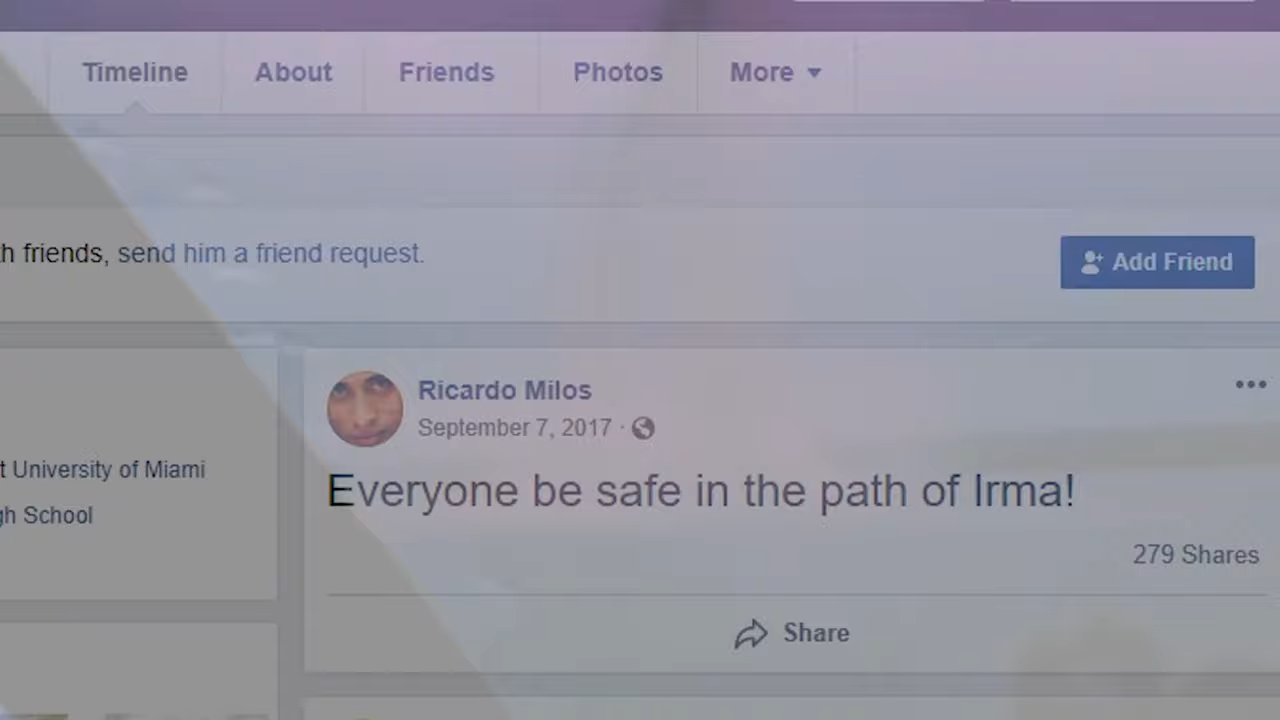 Timeline About Friends Photos More
h friends, send him a friend request.
Add Friend
Ricardo Milos
September 7, 2017 ·
t University of Miami
gh School
Everyone be safe in the path of Irma!
279 Shares
Share